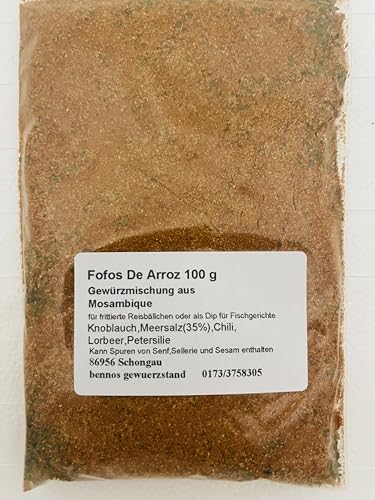 Fofos De Arroz 100 g
Gewürzmischung aus
Mosambique
für frittierte Reisbälichen oder als Dip für Fischgerichte
Knoblauch,Meersalz(35%),Chili,
Lorbeer,Petersilie
Kann Spuren von Senf,Sellerie und Sesam enthalten
86956 Schongau
bennos gewuerzstand 0173/3758305